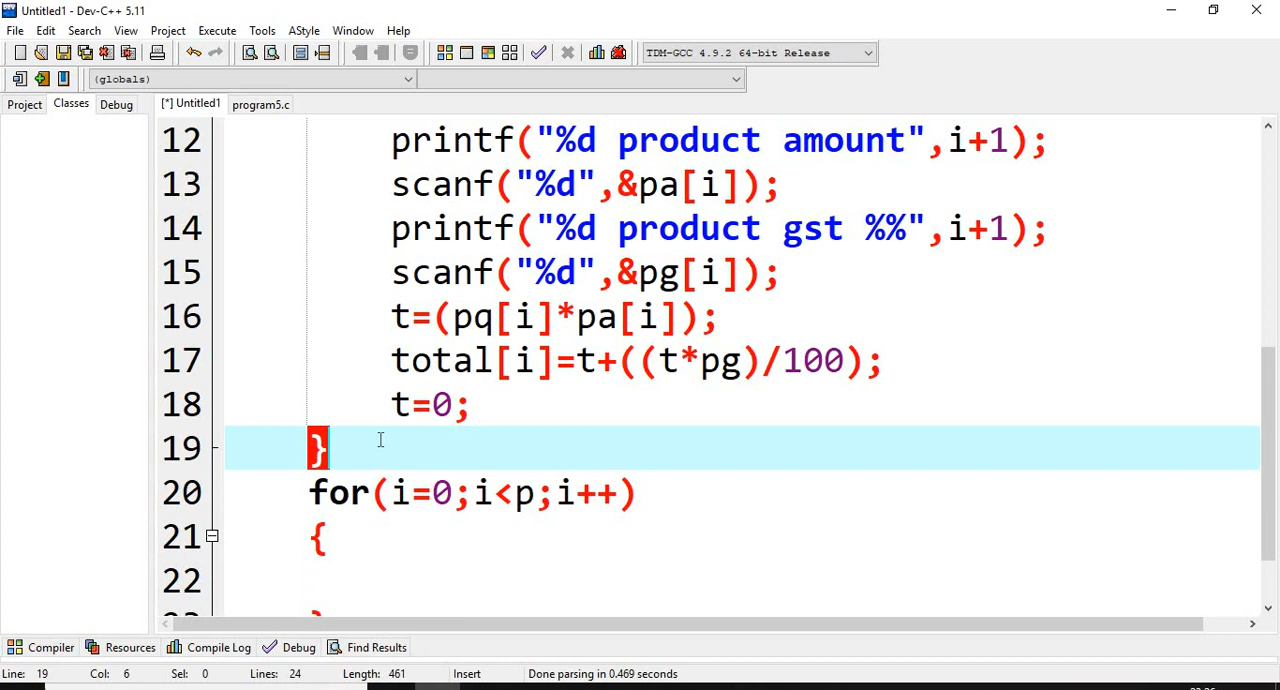 Untitled1 - Dev-C++ 5.11
File Edit Search View Project Execute Tools AStyle Window Help
TDM-GCC 4.9.2 64-bit Release
(globals)
Project Classes Debug [*] Untitled1 program5.c
12 printf("%d product amount",i+1);
13 scanf("%d",&pa[i]);
14 printf("%d product gst %%",i+1);
15 scanf("%d",&pg[i]);
16 t=(pq[i]*pa[i]);
17 total[i]=t+((t*pg)/100);
18 t=0;
19 }
20 for(i=0;i<p;i++)
21 {
22
Compiler Resources Compile Log Debug Find Results
Line: 19 Col: 6 Sel: 0 Lines: 24 Length: 461 Insert Done parsing in 0.469 seconds